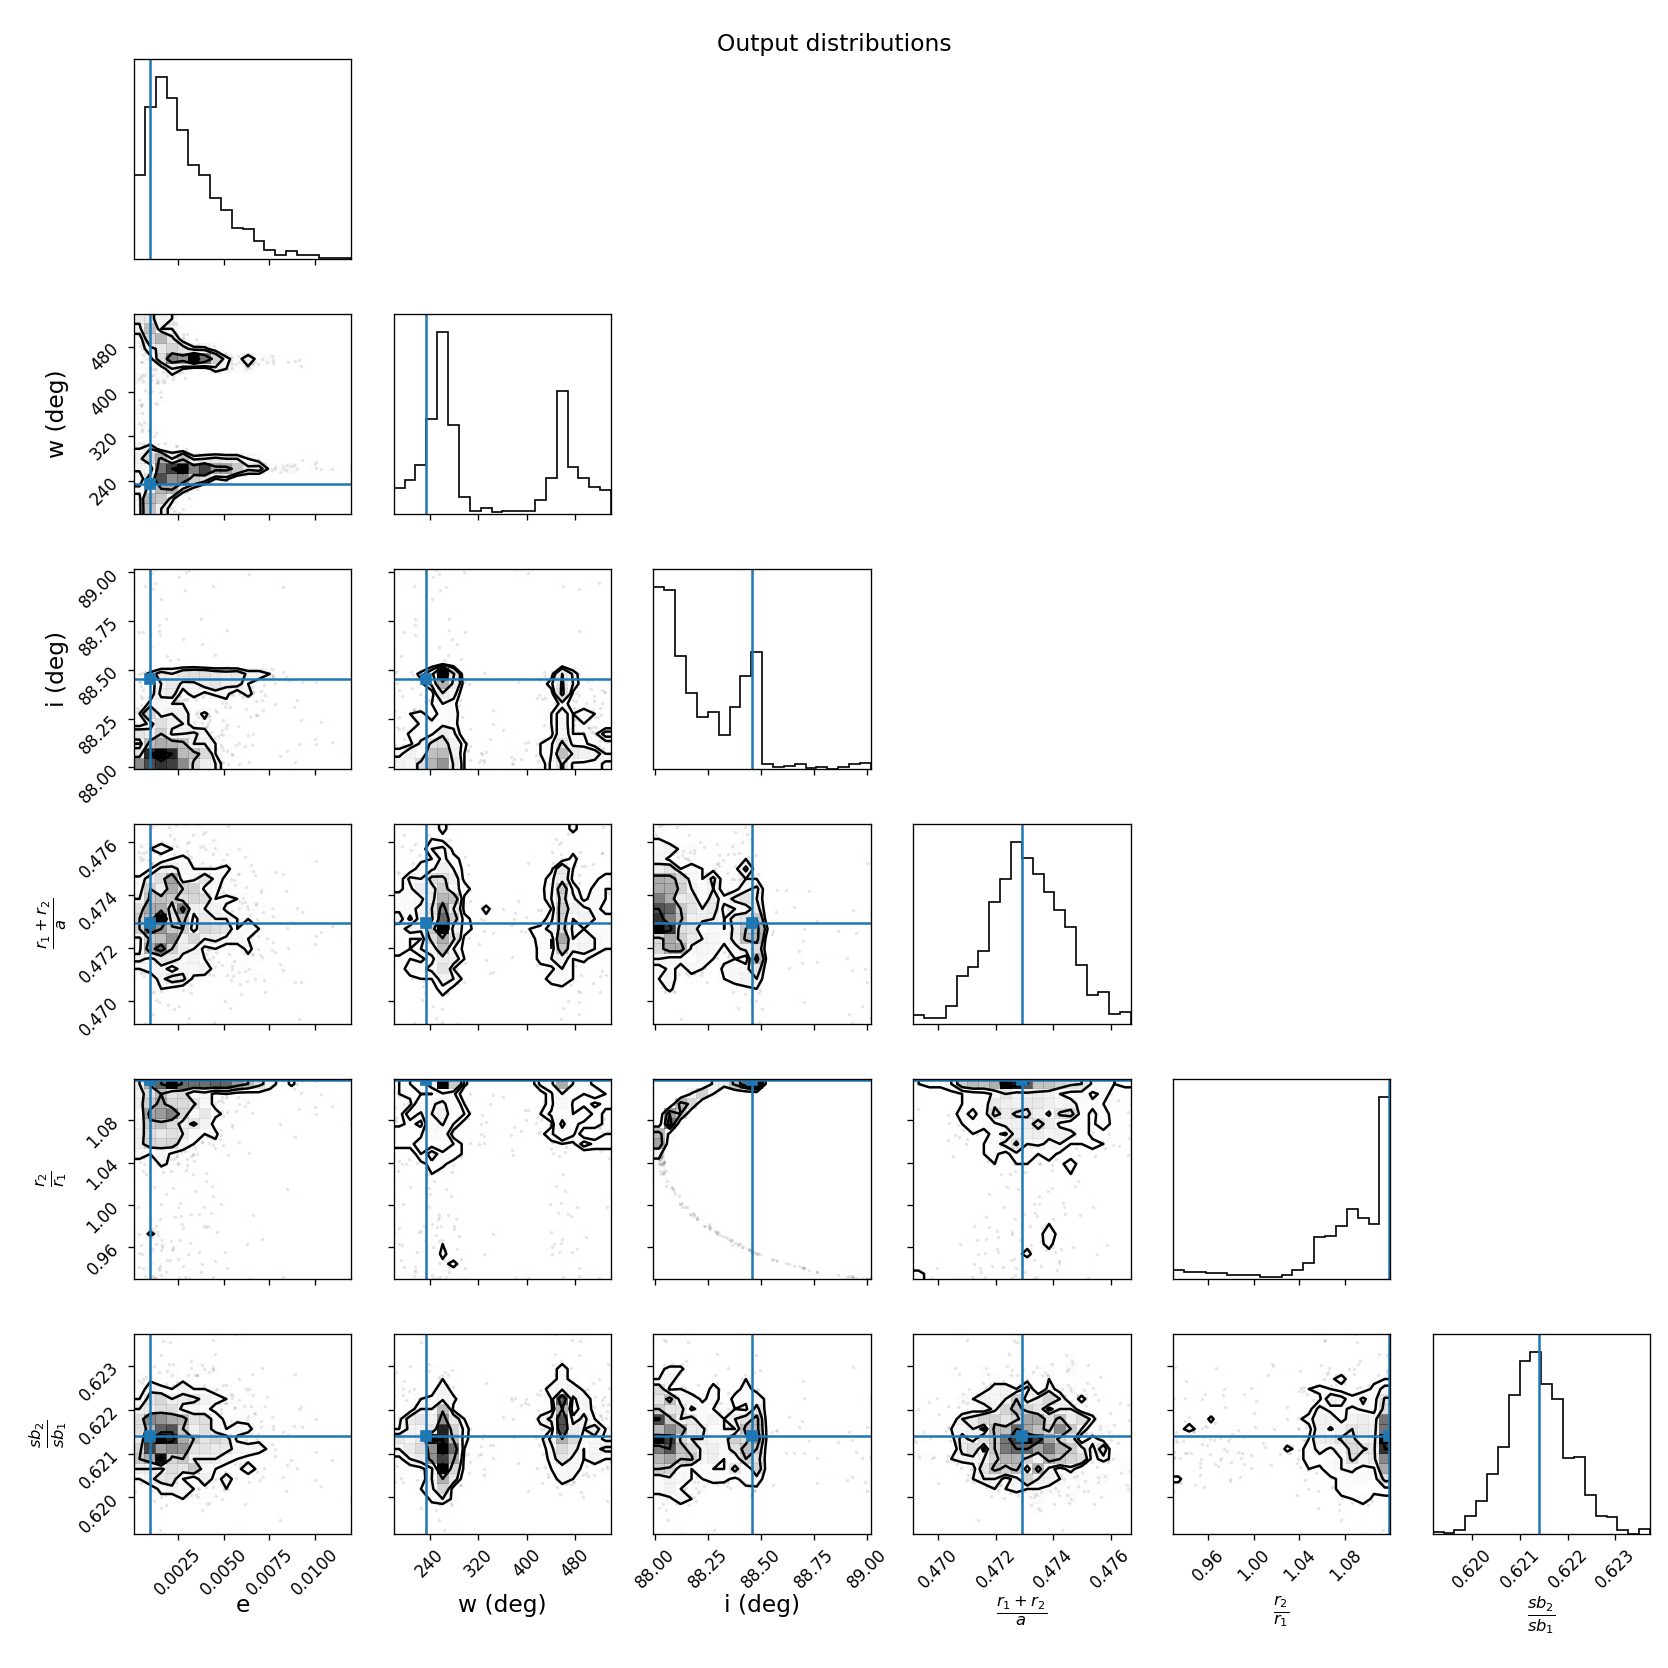 Output distributions
w (deg)
480
400
320
240
i (deg)
89.00
88.75
88.50
88.25
88.00
r₁ + r₂
a
0.476
0.474
0.472
0.470
r₂
r₁
1.08
1.04
1.00
0.96
sb₂
sb₁
0.623
0.622
0.621
0.620
0.0025 0.0050 0.0075 0.0100
240 320 400 480
88.00 88.25 88.50 88.75 89.00
0.470 0.472 0.474 0.476
0.96 1.00 1.04 1.08
0.620 0.621 0.622 0.623
e
w (deg)
i (deg)
r₁ + r₂
a
r₂
r₁
sb₂
sb₁